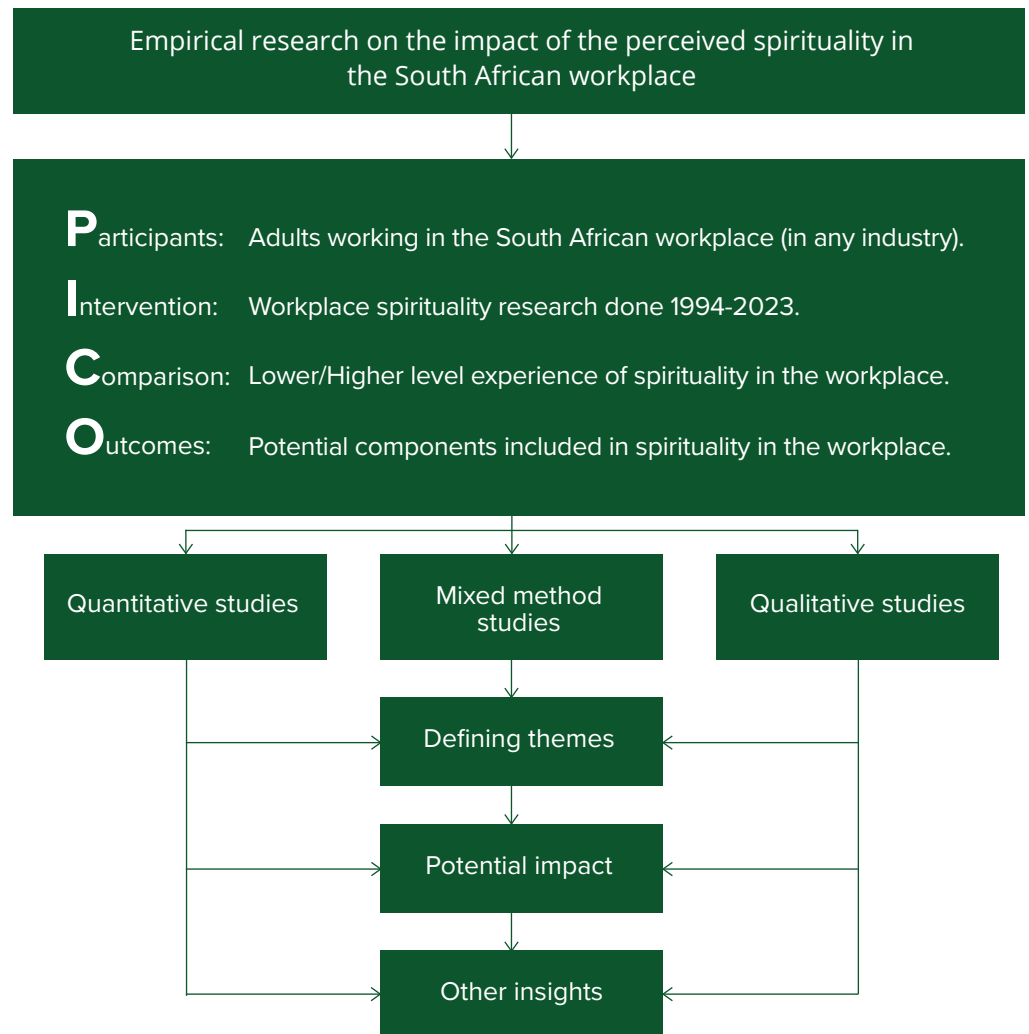 Empirical research on the impact of the perceived spirituality in
the South African workplace
Participants: Adults working in the South African workplace (in any industry).
Intervention: Workplace spirituality research done 1994-2023.
Comparison: Lower/Higher level experience of spirituality in the workplace.
Outcomes: Potential components included in spirituality in the workplace.
Quantitative studies
Mixed method
studies
Qualitative studies
Defining themes
Potential impact
Other insights